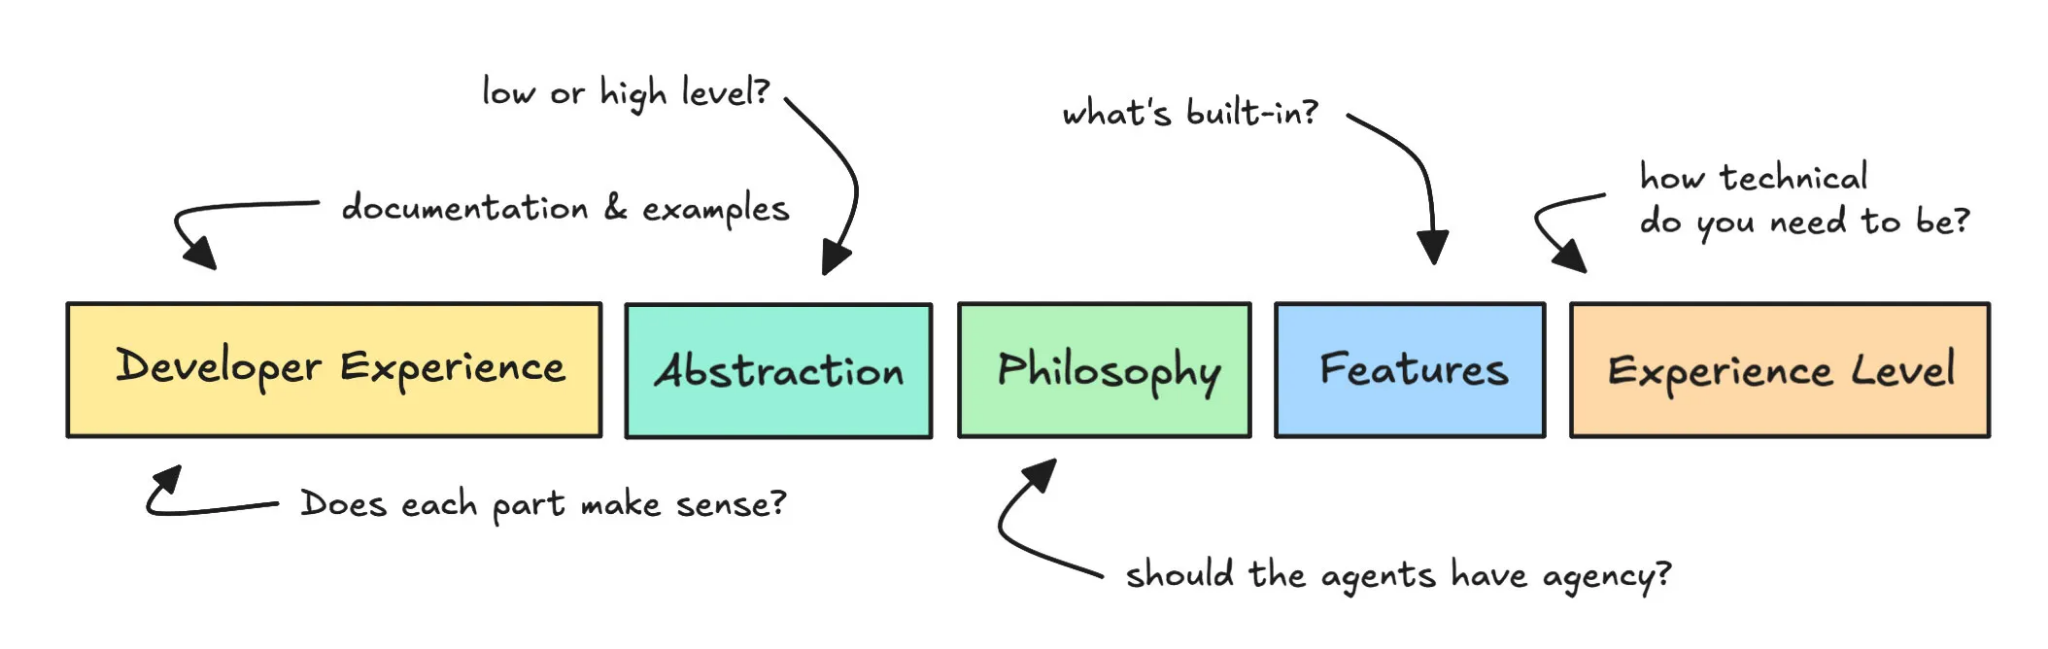 low or high level?
what's built-in?
documentation & examples
how technical
do you need to be?
Developer Experience
Abstraction
Philosophy
Features
Experience Level
Does each part make sense?
should the agents have agency?